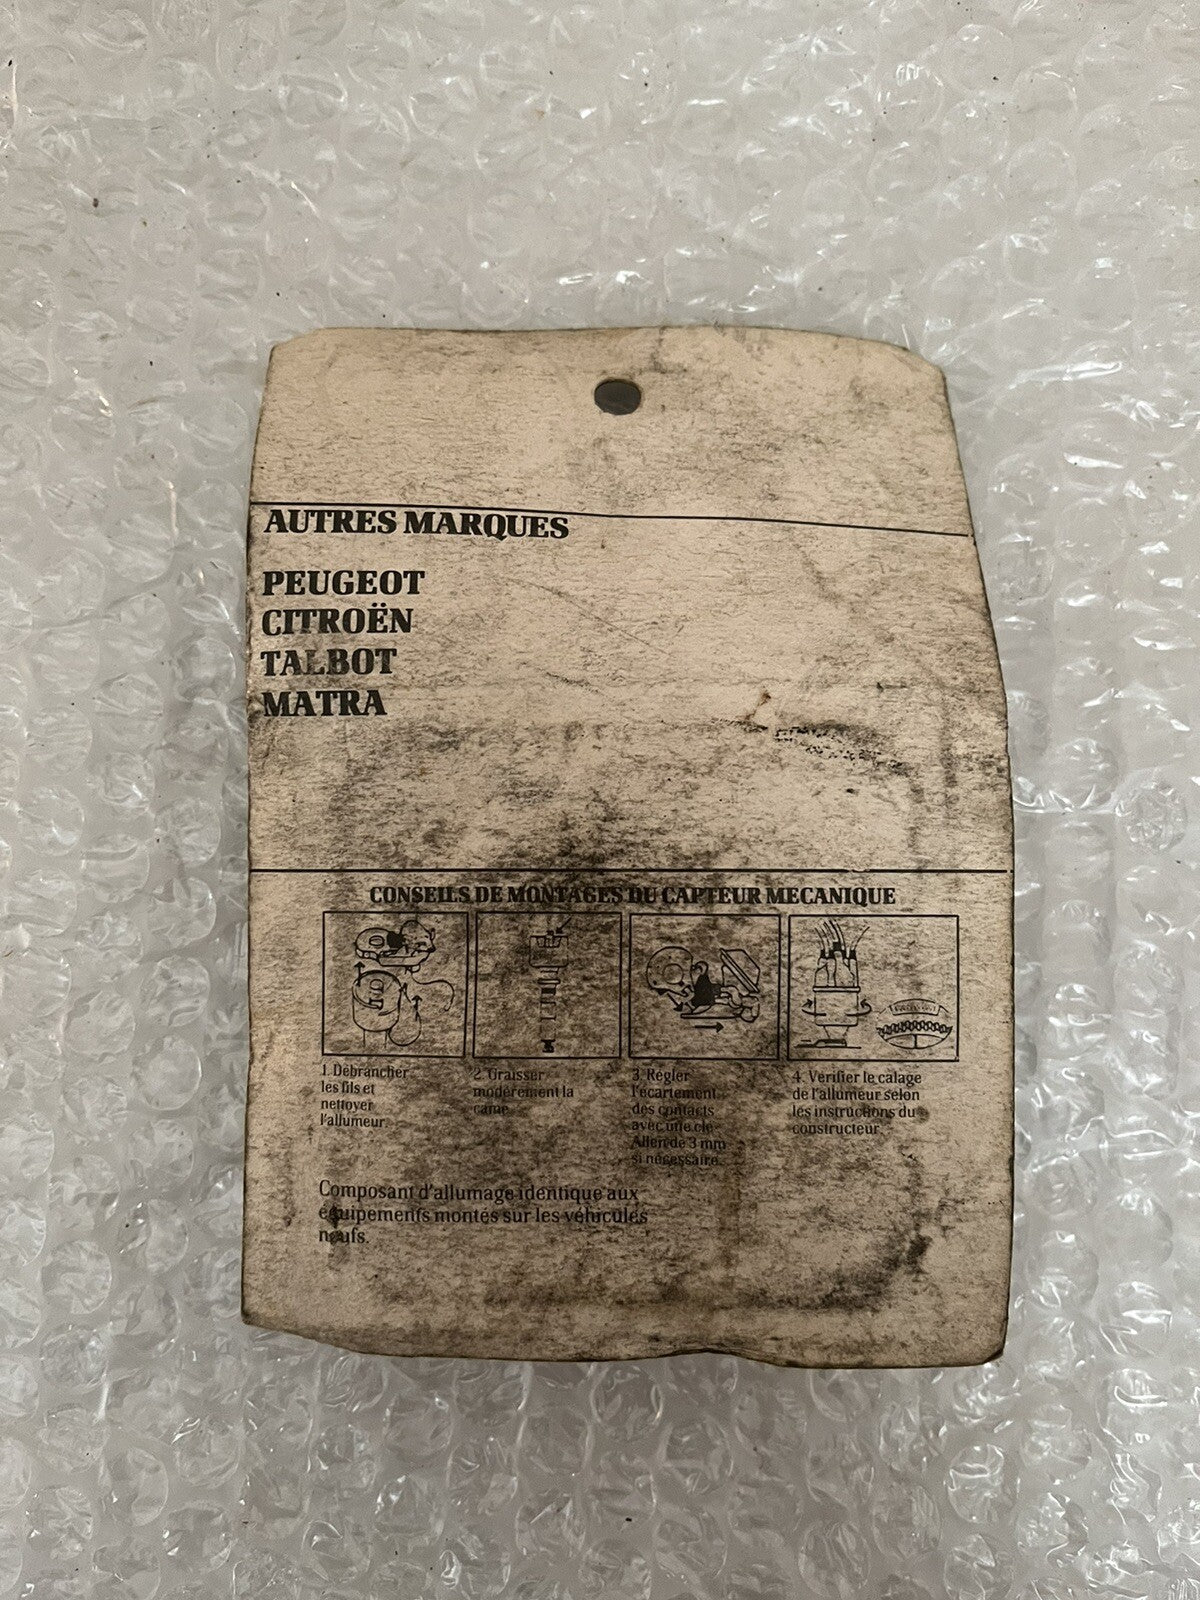 AUTRES MARQUES
PEUGEOT
CITROËN
TALBOT
MATRA
CONSEILS DE MONTAGES DU CAPTEUR MECANIQUE
1. Débrancher
les fils et
nettoyer
l'allumeur.
2. Graisser
modérement la
came.
3. Régler
l'écartement
des contacts
avec une clé
Allen de 3 mm
si nécessaire.
4. Vérifier le calage
de l'allumeur selon
les instructions du
constructeur.
Composant d'allumage identique aux
équipements montés sur les véhicules
neufs.